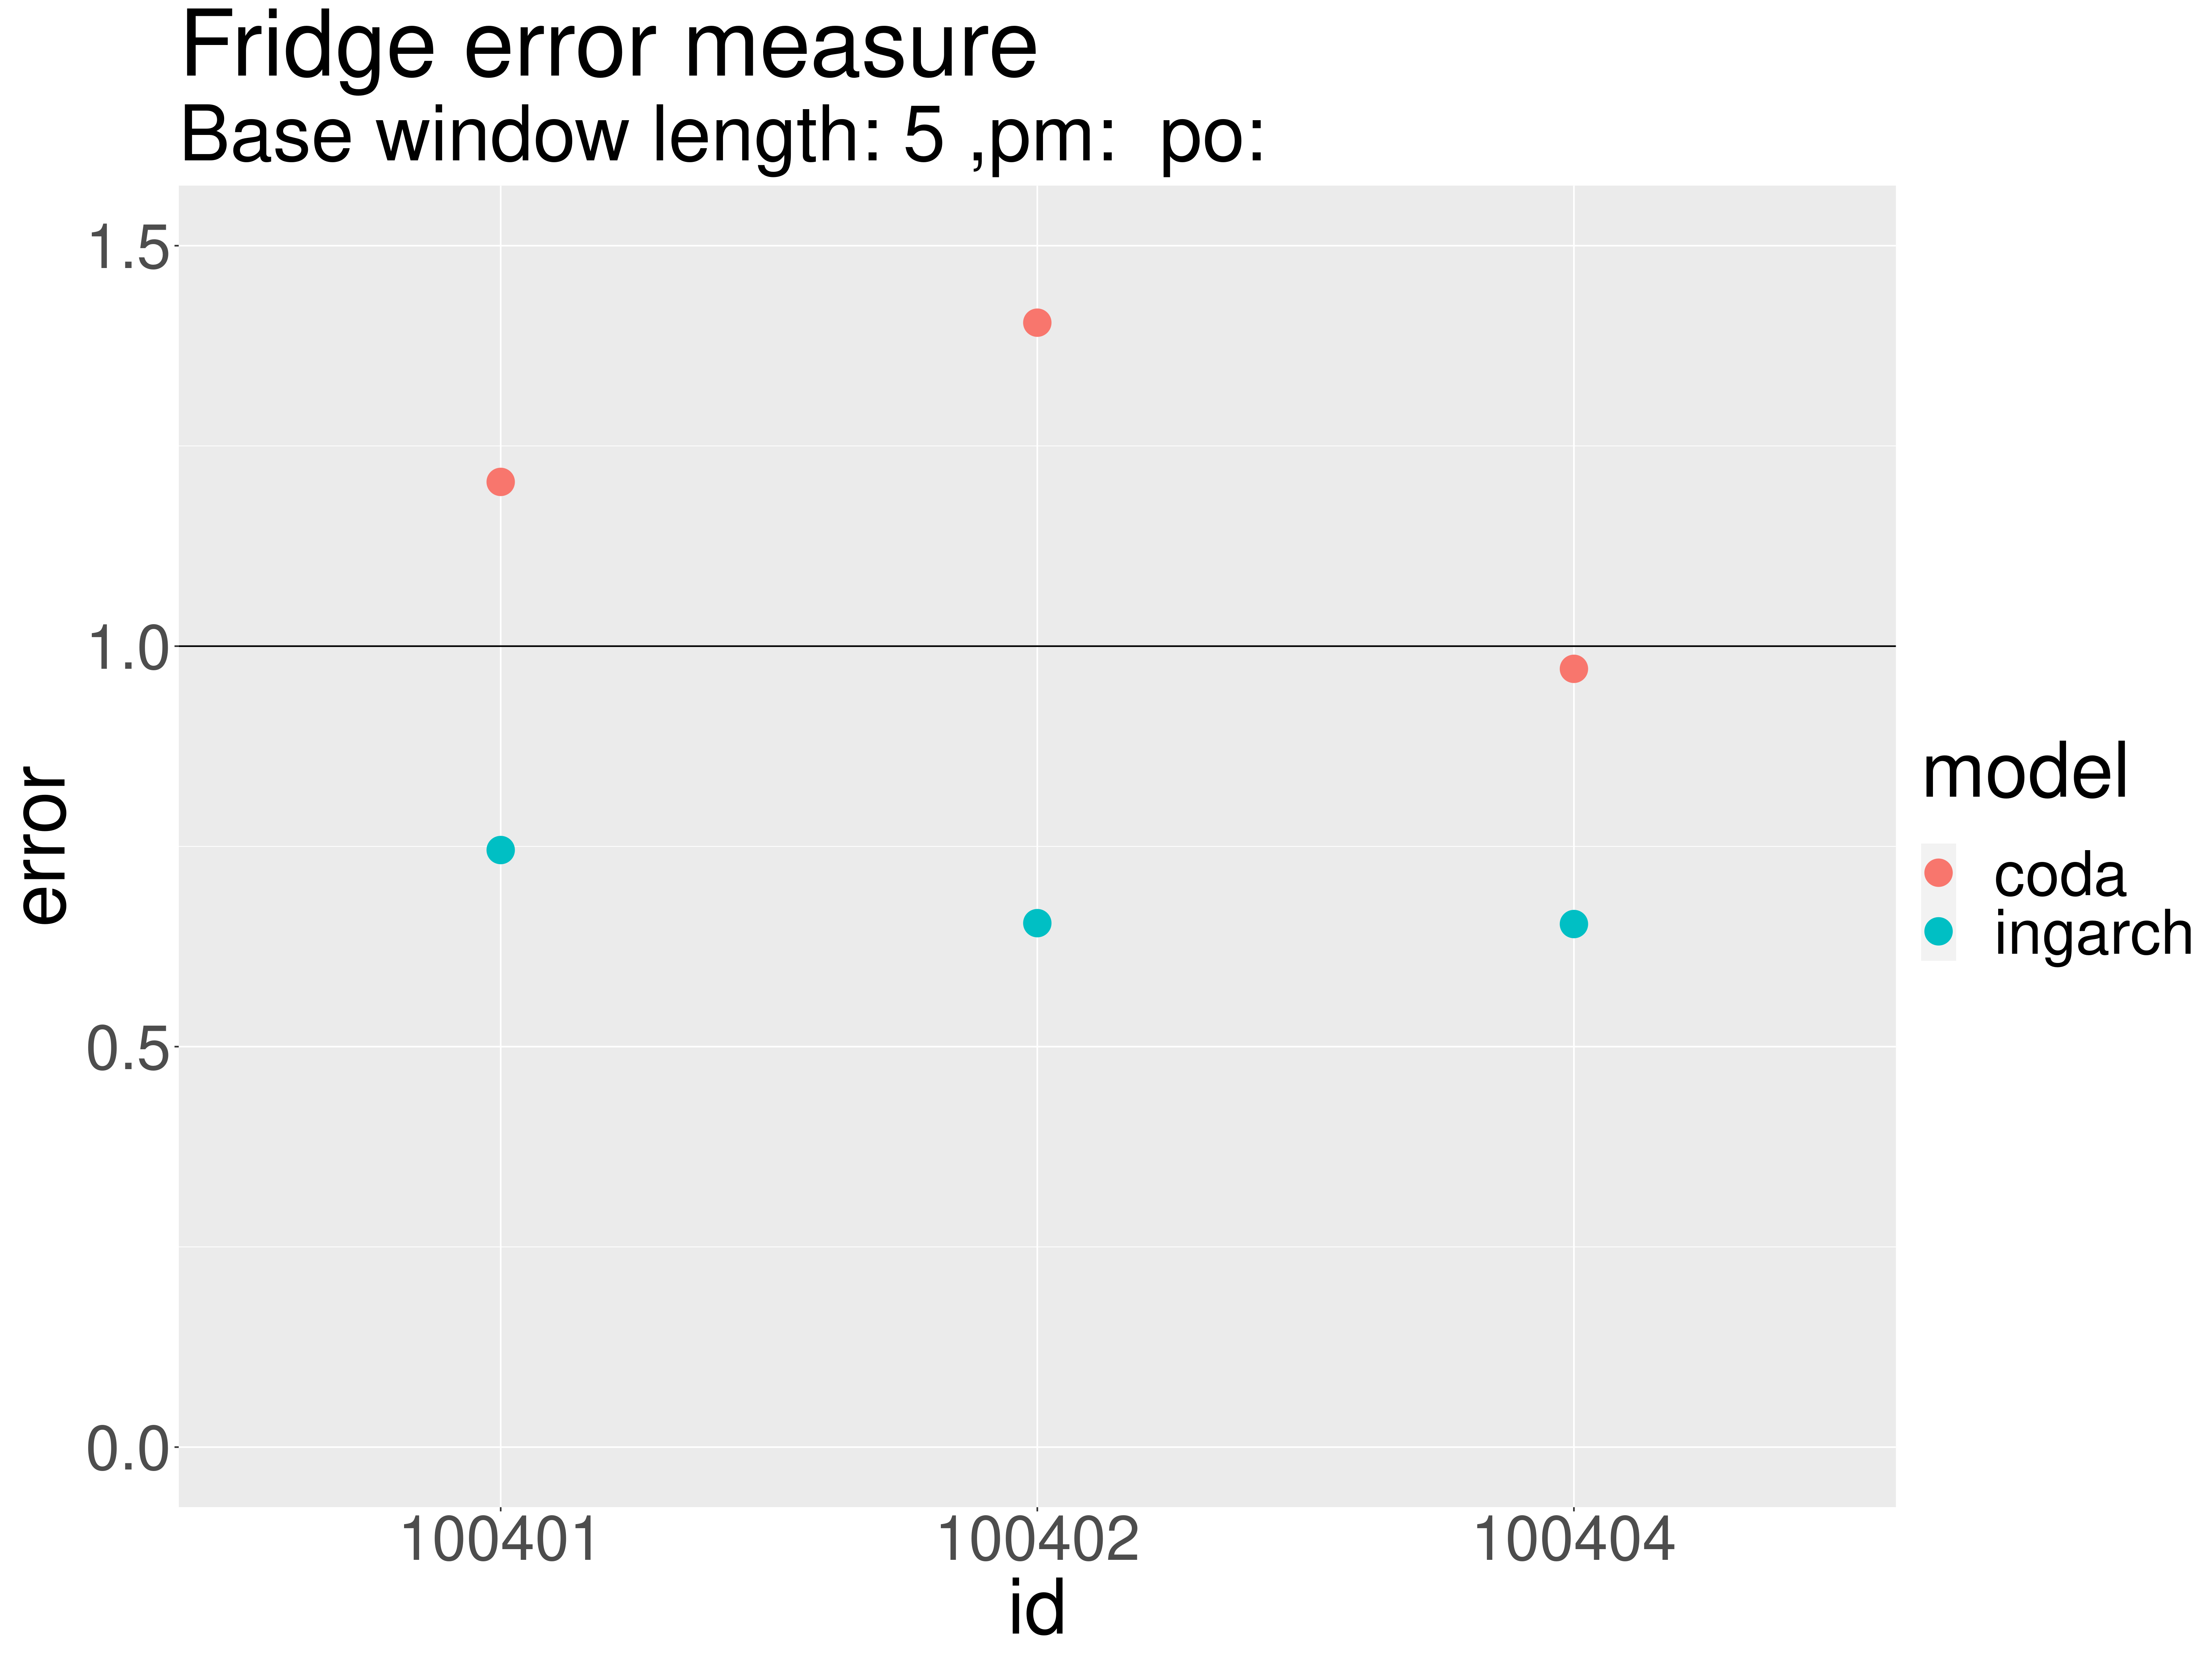 Fridge error measure
Base window length: 5 ,pm:  po:
1.5
1.0
0.5
0.0
error
100401
100402
100404
id
model
coda
ingarch